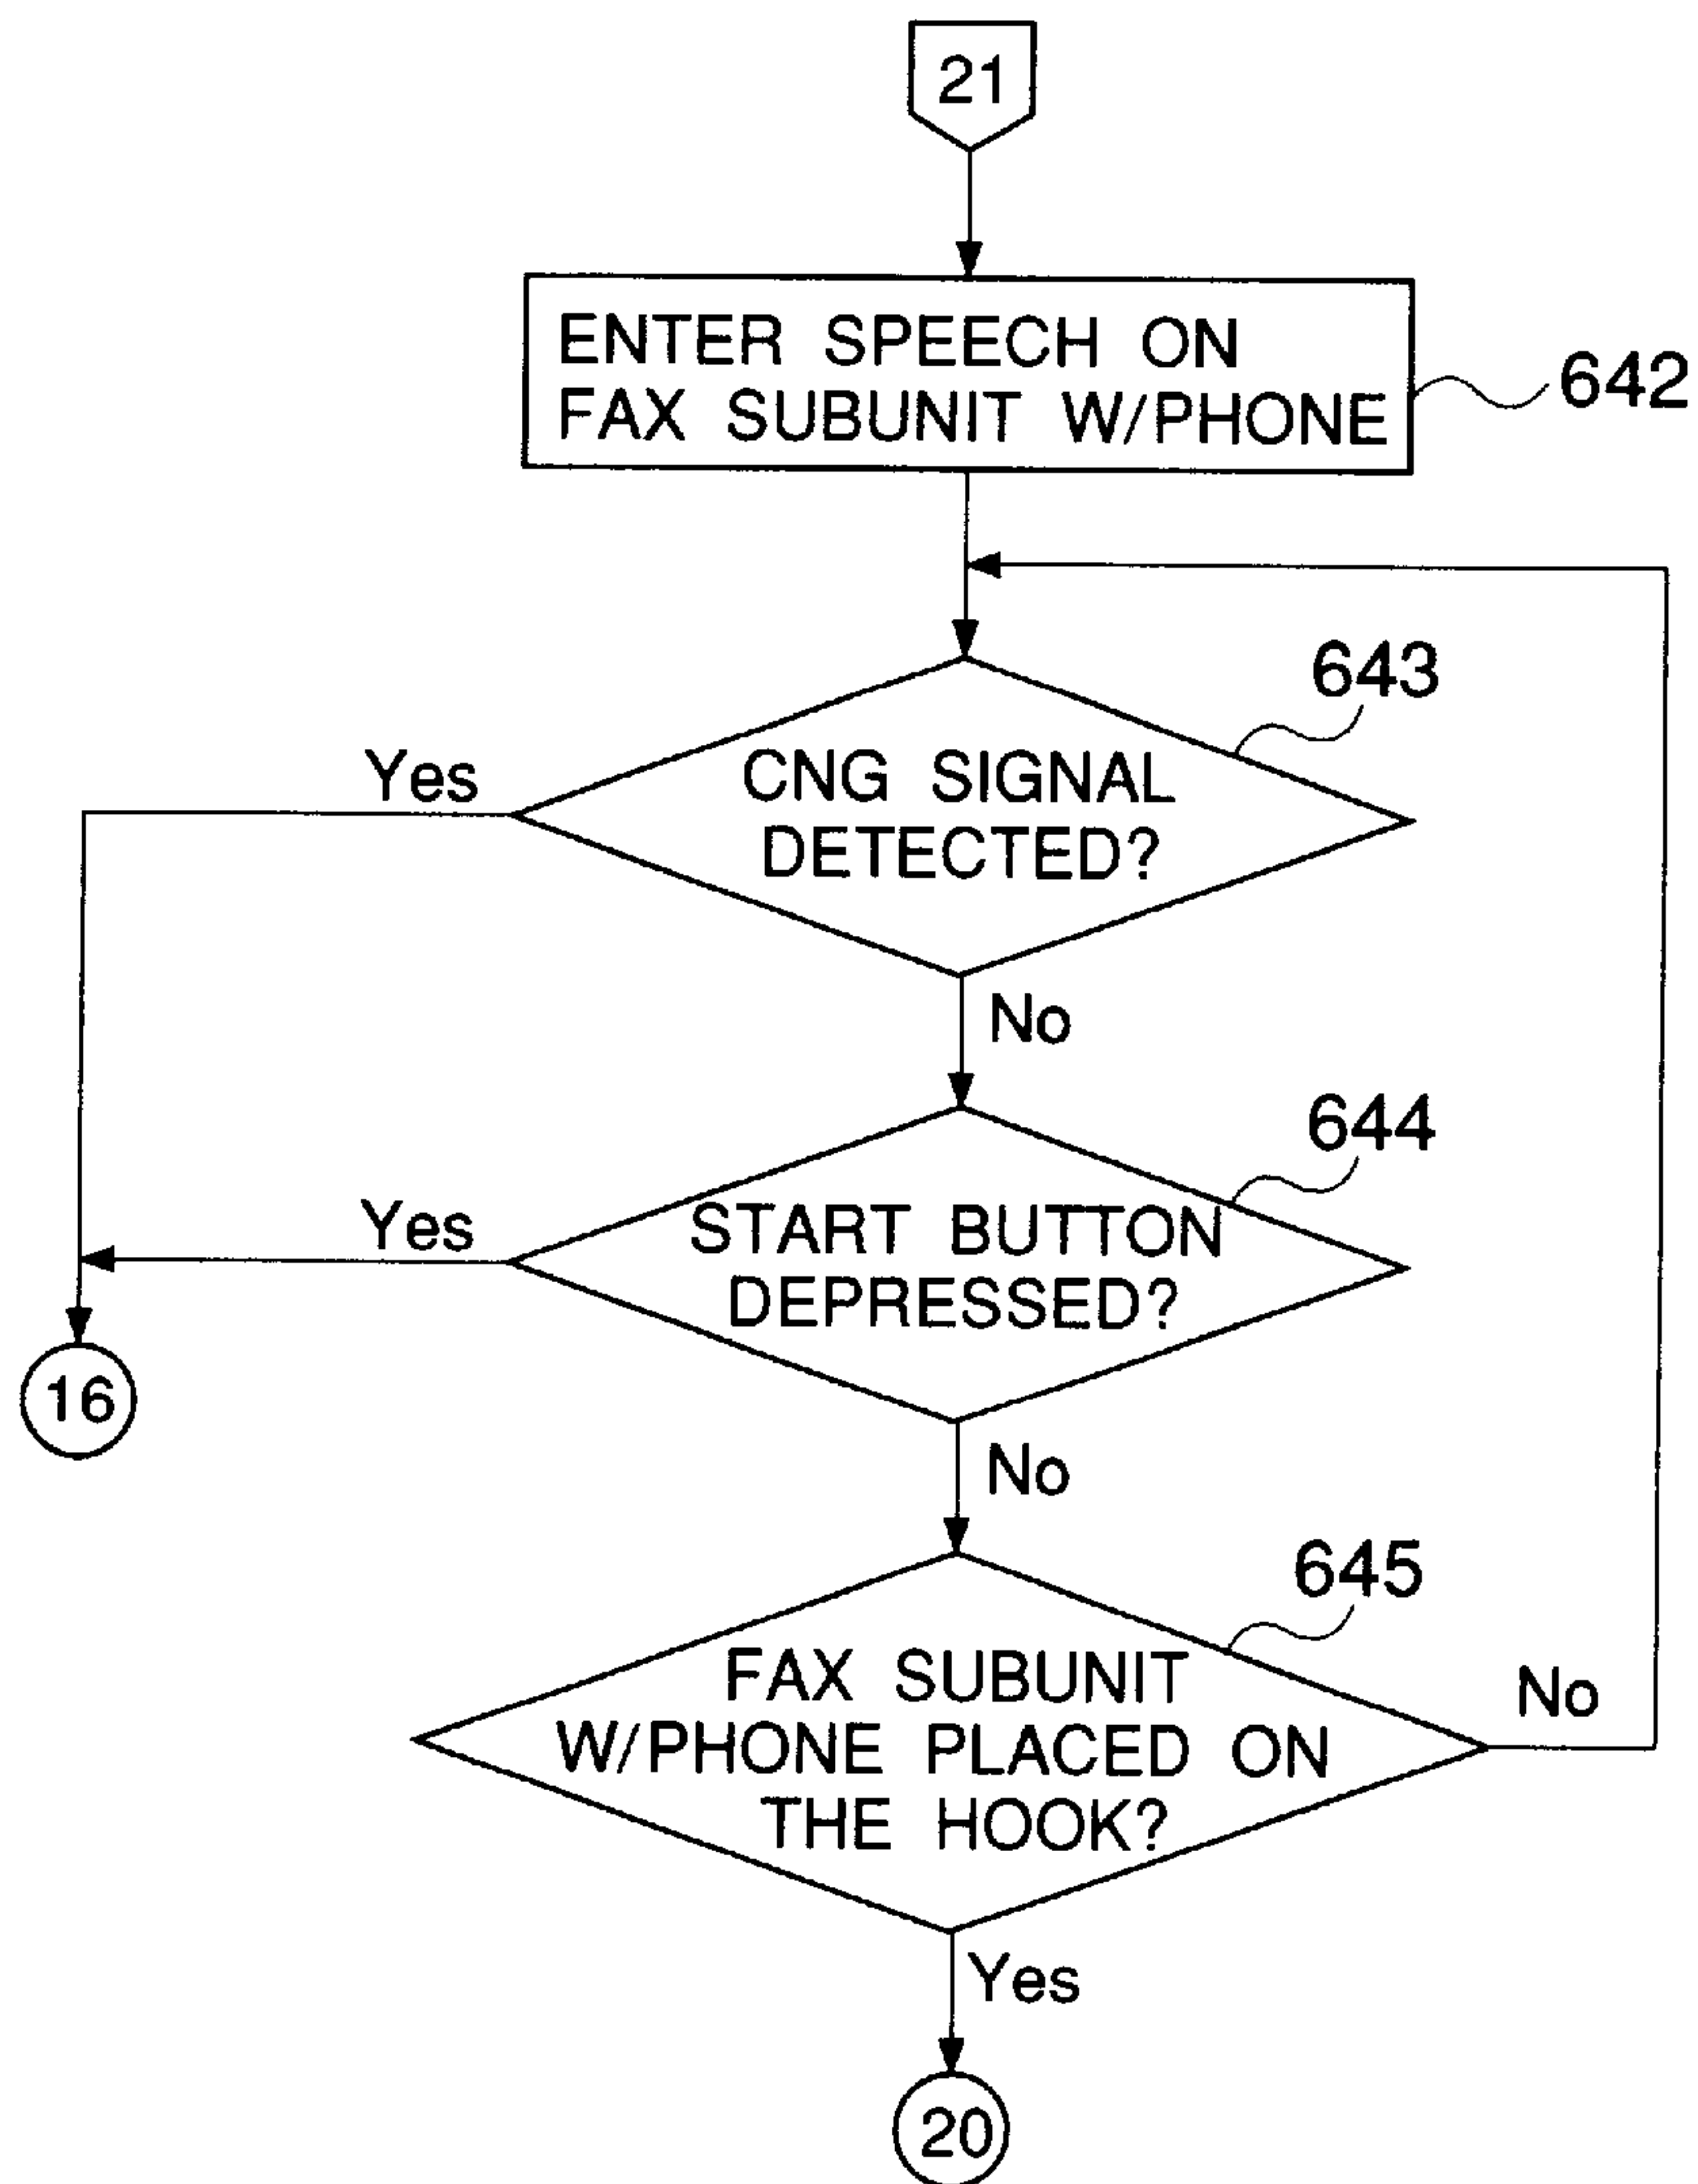 21
ENTER SPEECH ON
FAX SUBUNIT W/PHONE
642
643
Yes
CNG SIGNAL
DETECTED?
No
644
Yes
START BUTTON
DEPRESSED?
16
No
645
FAX SUBUNIT
W/PHONE PLACED ON
THE HOOK?
No
Yes
20